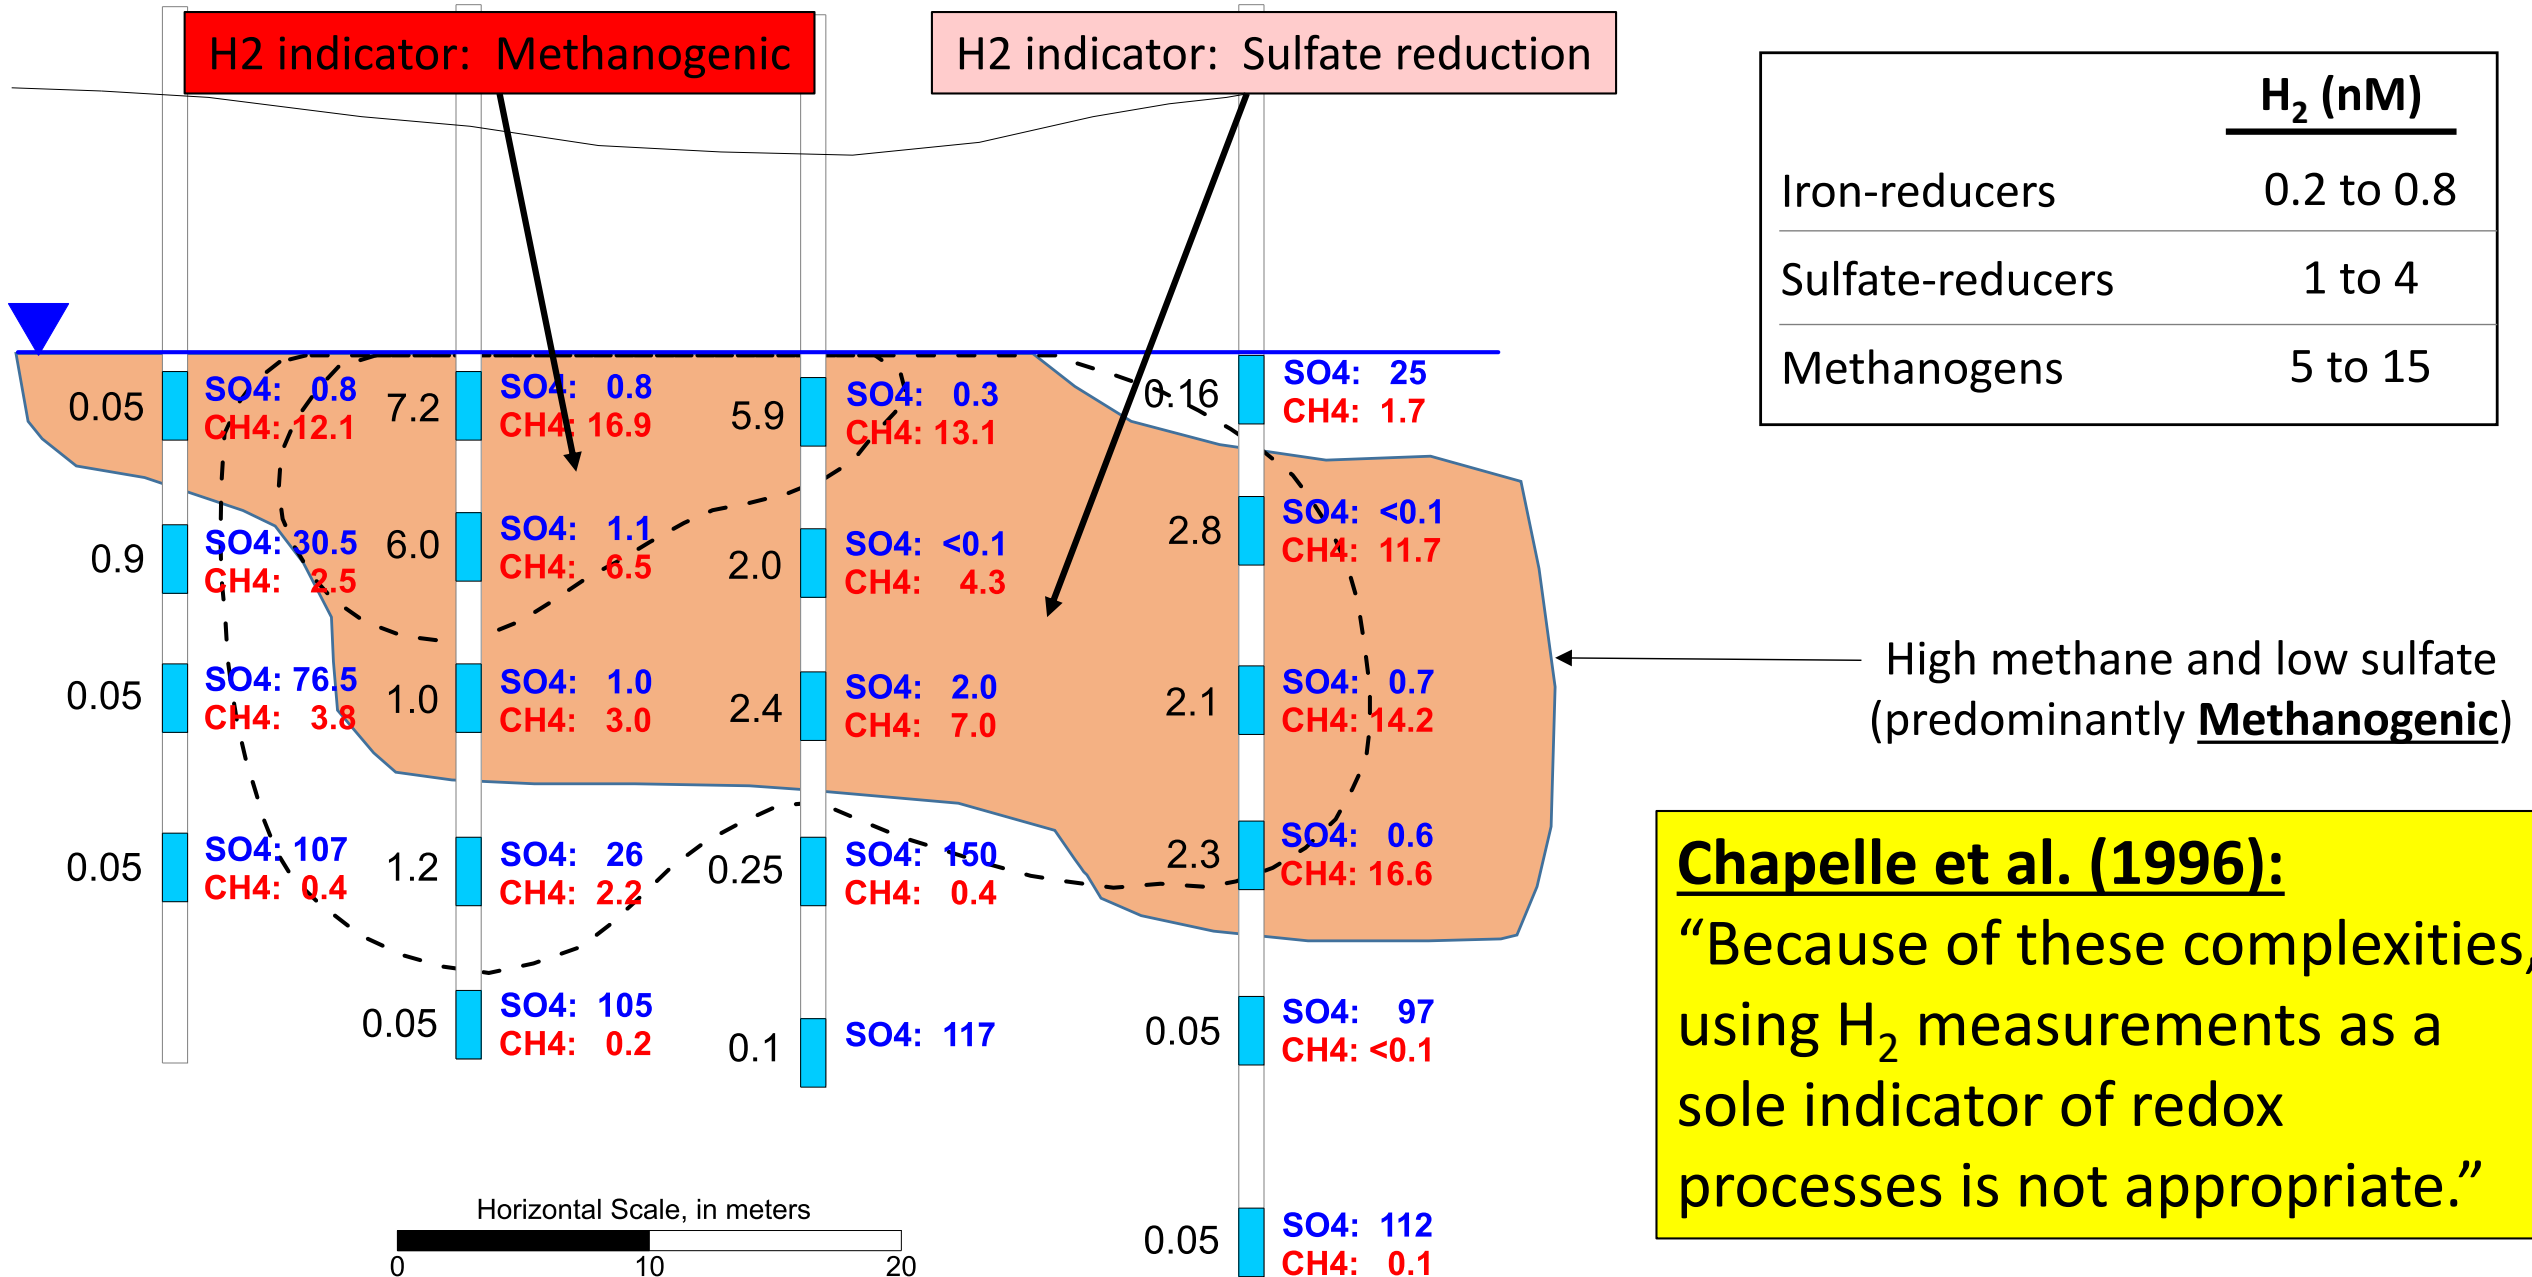 H2 indicator: Methanogenic
H2 indicator: Sulfate reduction
H2 (nM)
Iron-reducers 0.2 to 0.8
Sulfate-reducers 1 to 4
Methanogens 5 to 15
0.05
SO4: 0.8
CH4: 12.1
0.9
SO4: 30.5
CH4: 2.5
0.05
SO4: 76.5
CH4: 3.8
0.05
SO4: 107
CH4: 0.4
7.2
SO4: 0.8
CH4: 16.9
6.0
SO4: 1.1
CH4: 6.5
1.0
SO4: 1.0
CH4: 3.0
1.2
SO4: 26
CH4: 2.2
0.05
SO4: 105
CH4: 0.2
5.9
SO4: 0.3
CH4: 13.1
2.0
SO4: <0.1
CH4: 4.3
2.4
SO4: 2.0
CH4: 7.0
0.25
SO4: 150
CH4: 0.4
0.1
SO4: 117
0.16
SO4: 25
CH4: 1.7
2.8
SO4: <0.1
CH4: 11.7
2.1
SO4: 0.7
CH4: 14.2
2.3
SO4: 0.6
CH4: 16.6
0.05
SO4: 97
CH4: <0.1
0.05
SO4: 112
CH4: 0.1
High methane and low sulfate
(predominantly Methanogenic)
Chapelle et al. (1996):
“Because of these complexities,
using H2 measurements as a
sole indicator of redox
processes is not appropriate.”
Horizontal Scale, in meters
0 10 20